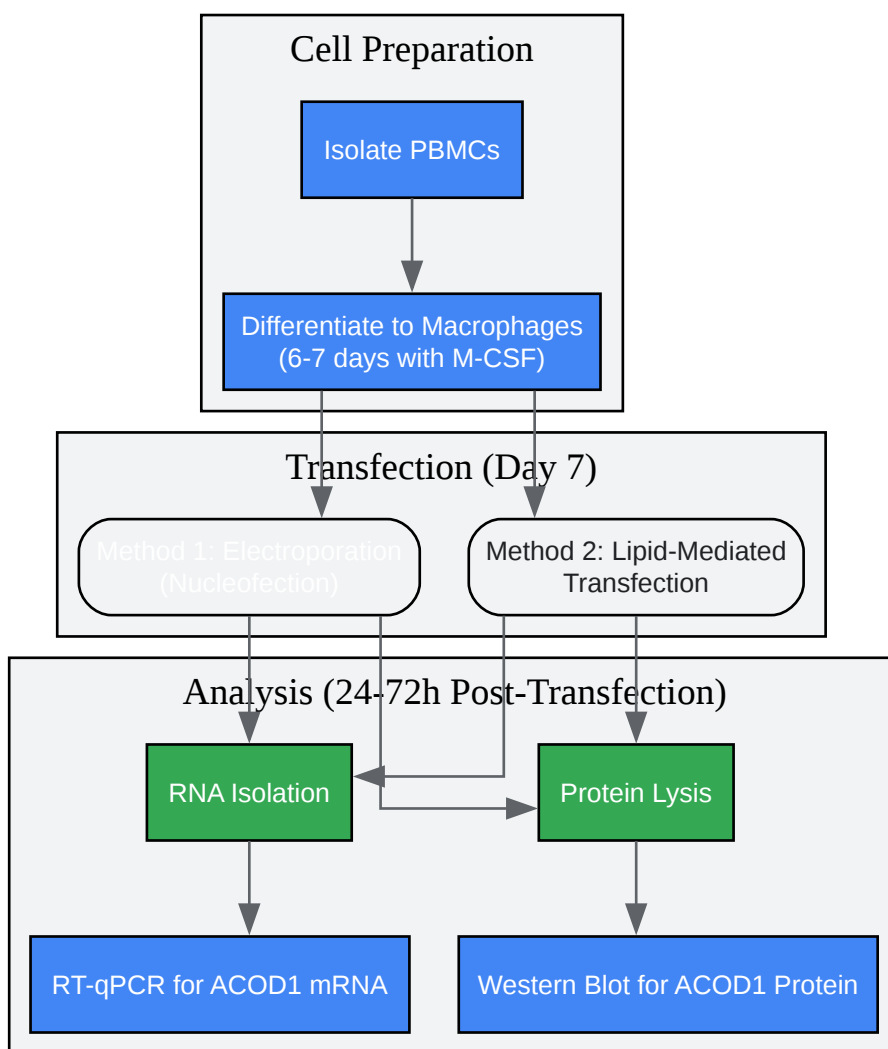 Cell Preparation
Isolate PBMCs
Differentiate to Macrophages
(6-7 days with M-CSF)
Transfection (Day 7)
Method 1: Electroporation
(Nucleofection)
Method 2: Lipid-Mediated
Transfection
Analysis (24-72h Post-Transfection)
RNA Isolation
Protein Lysis
RT-qPCR for ACOD1 mRNA
Western Blot for ACOD1 Protein